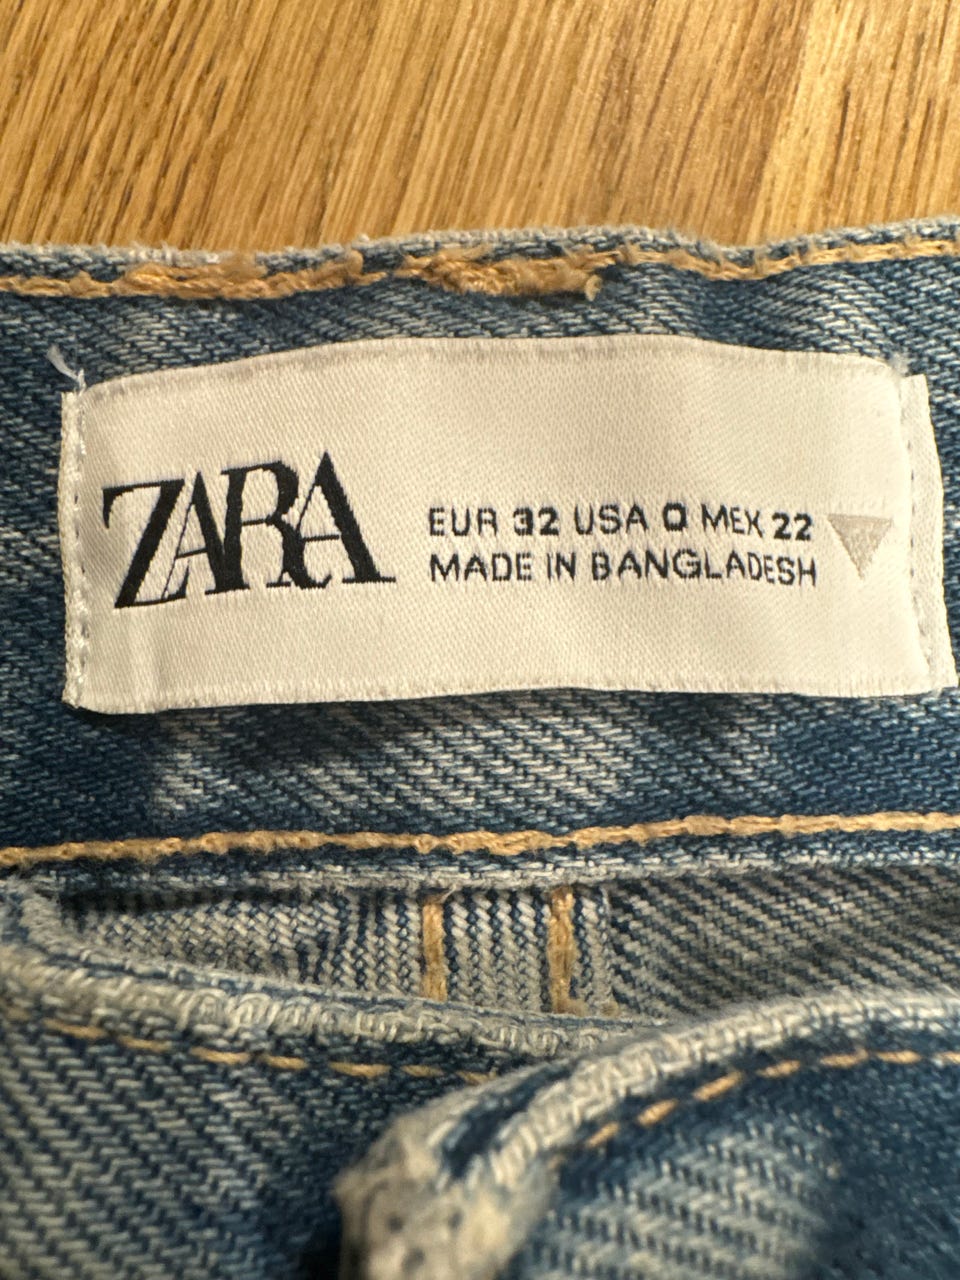 ZARA
EUR 32 USA 0 MEX 22
MADE IN BANGLADESH